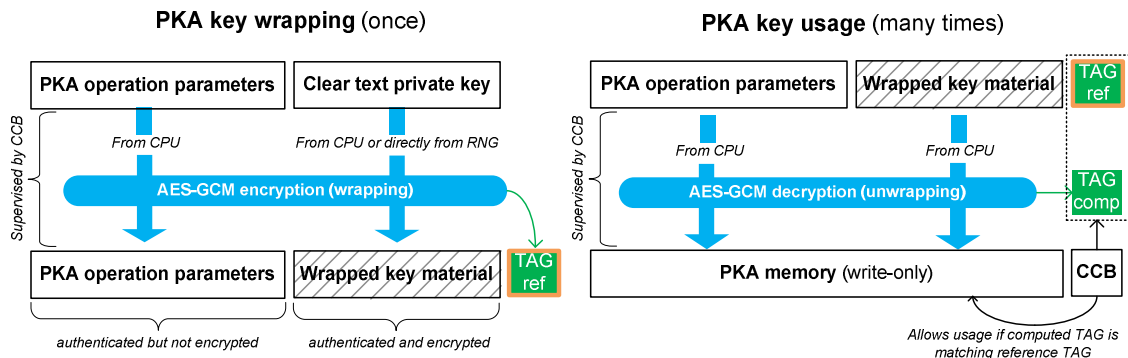 PKA key wrapping (once)
PKA operation parameters
Clear text private key
Supervised by CCB
From CPU
From CPU or directly from RNG
AES-GCM encryption (wrapping)
PKA operation parameters
Wrapped key material
TAG
ref
authenticated but not encrypted
authenticated and encrypted
PKA key usage (many times)
PKA operation parameters
Wrapped key material
TAG
ref
Supervised by CCB
From CPU
From CPU
AES-GCM decryption (unwrapping)
TAG
comp
PKA memory (write-only)
CCB
Allows usage if computed TAG is
matching reference TAG